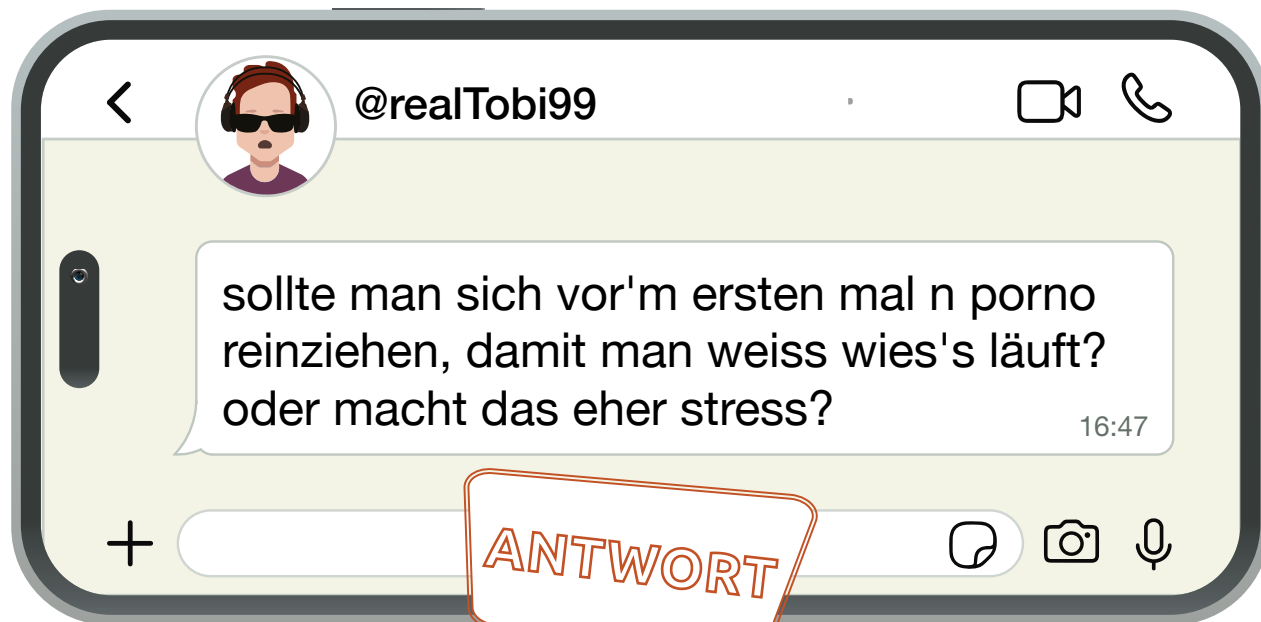 @realTobi99
sollte man sich vor'm ersten mal n porno
reinziehen, damit man weiss wies's läuft?
oder macht das eher stress?
16:47
ANTWORT